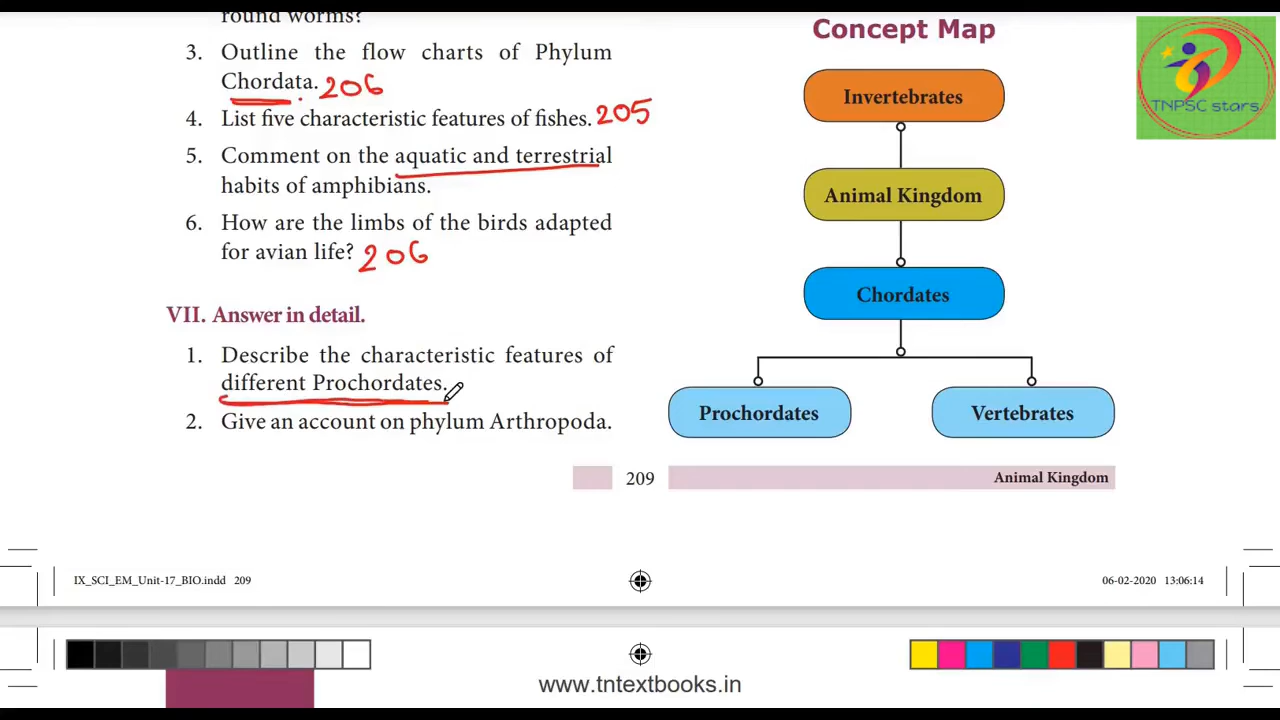 round worms?
3. Outline the flow charts of Phylum
Chordata. 206
4. List five characteristic features of fishes. 205
5. Comment on the aquatic and terrestrial
habits of amphibians.
6. How are the limbs of the birds adapted
for avian life? 206
VII. Answer in detail.
1. Describe the characteristic features of
different Prochordates.
2. Give an account on phylum Arthropoda.
Concept Map
Invertebrates
Animal Kingdom
Chordates
Prochordates
Vertebrates
TNPSC stars
209
Animal Kingdom
IX_SCI_EM_Unit-17_BIO.indd 209
06-02-2020 13:06:14
www.tntextbooks.in